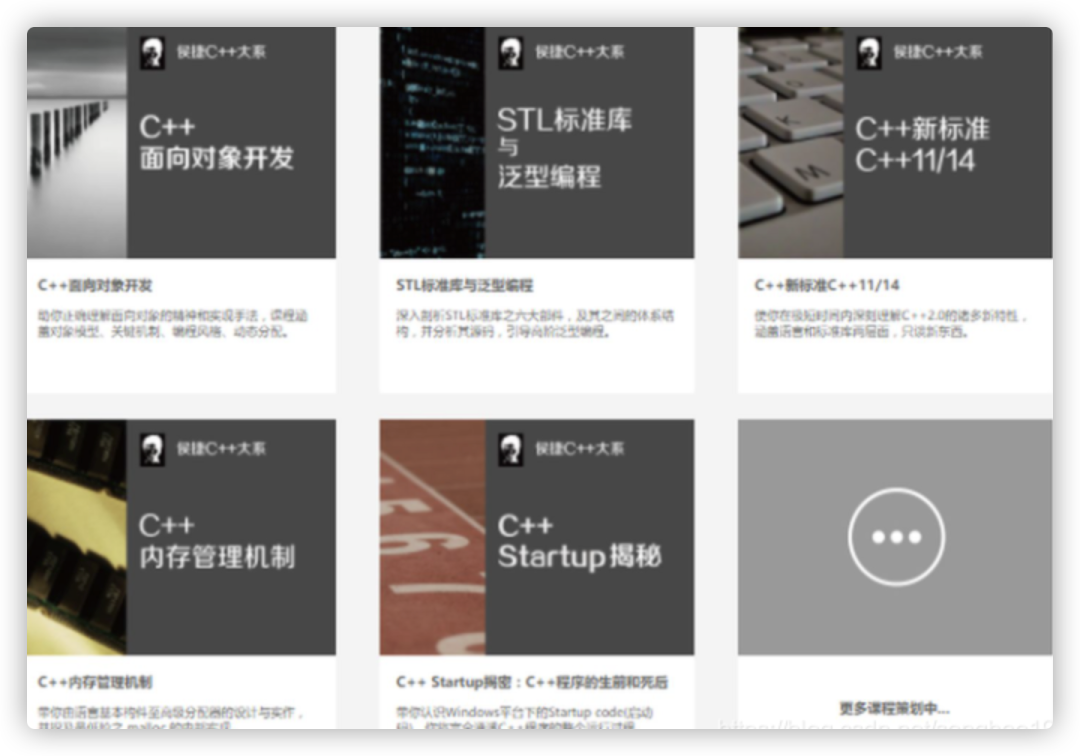 侯捷C++大系
C++
面向对象开发
C++面向对象开发
助你正确理解面向对象的精神和实现手法，课程涵
盖对象模型、关键机制、编程风格、动态分配。
侯捷C++大系
STL标准库
与
泛型编程
STL标准库与泛型编程
深入剖析STL标准库之六大部件，及其之间的体系结
构，并分析其源码，引导高阶泛型编程。
侯捷C++大系
C++新标准
C++11/14
K
M
C++新标准C++11/14
使你在极短时间内深刻理解C++2.0的诸多新特性，
涵盖语言和标准库两层面，只谈新东西。
侯捷C++大系
C++
内存管理机制
C++内存管理机制
带你由语言基本构件至高级分配器的设计与实作，
侯捷C++大系
C++
Startup揭秘
C++ Startup揭密：C++程序的生前和死后
带你认识Windows平台下的Startup code(启动
更多课程策划中...